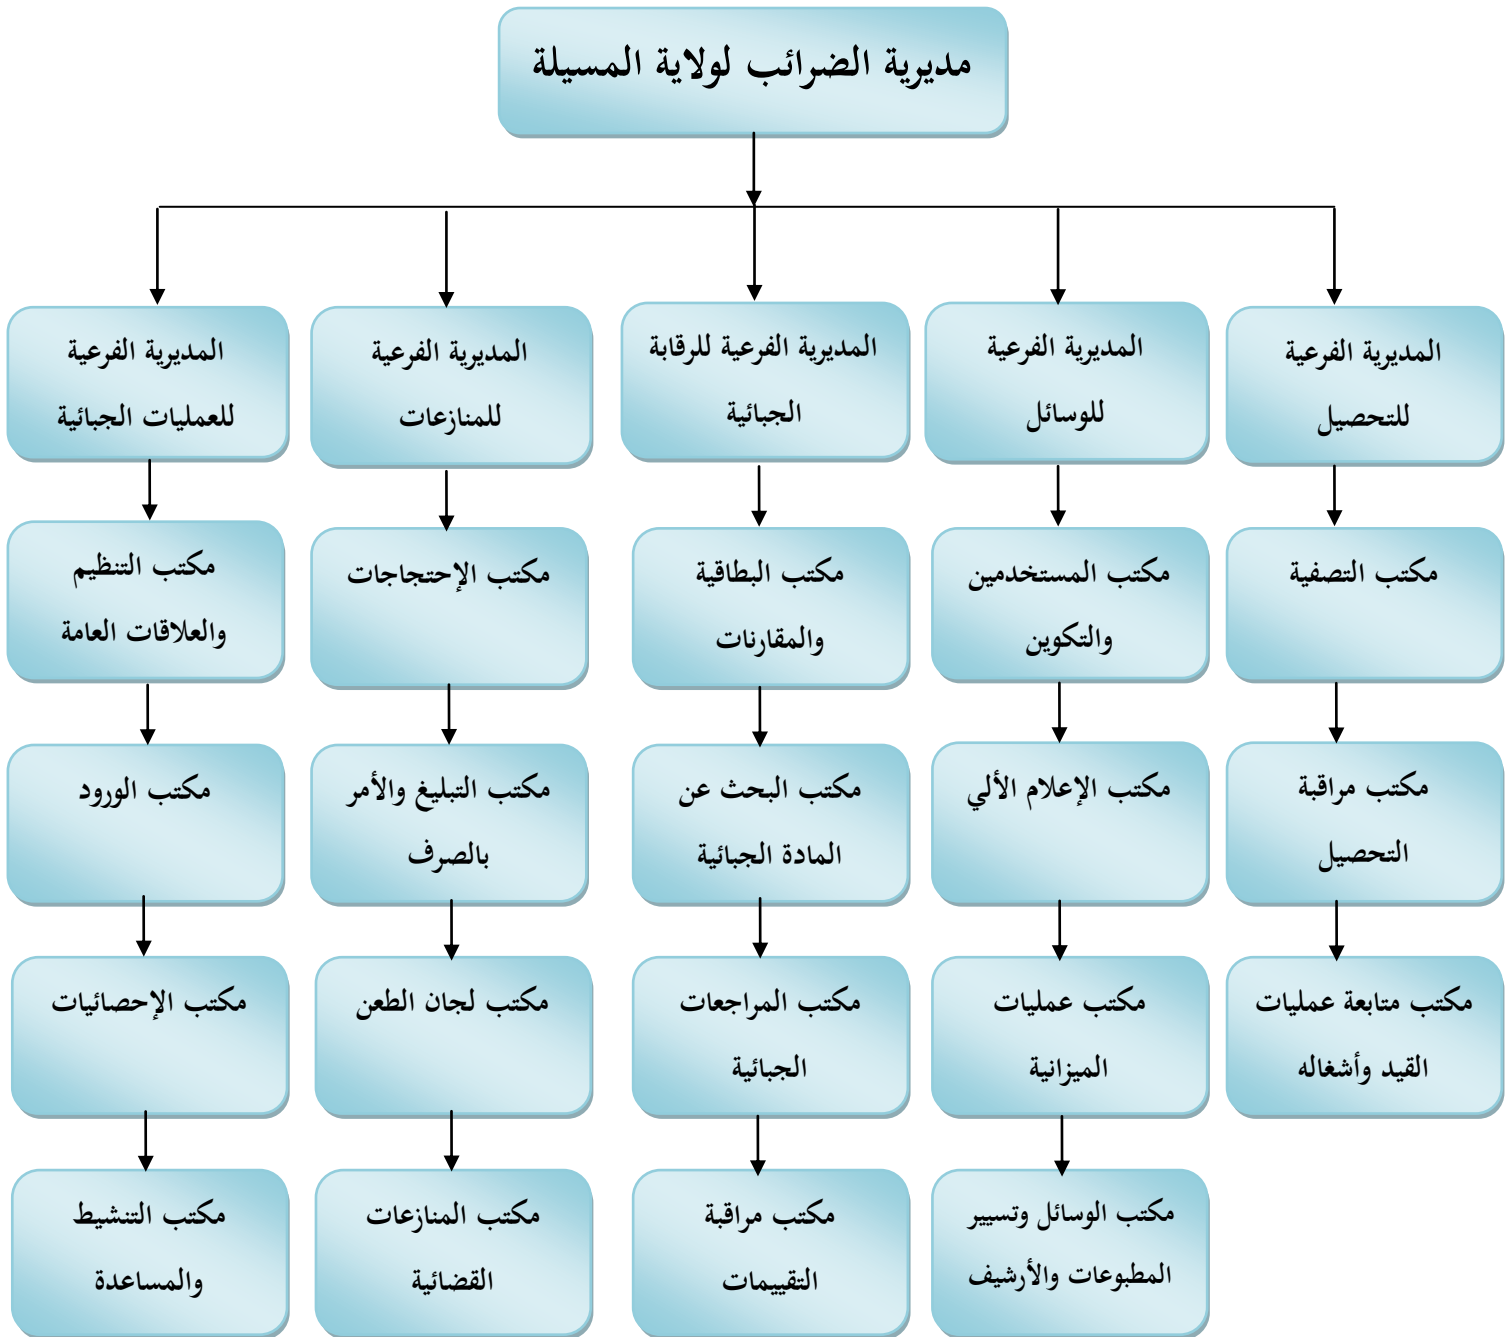 مديرية الضرائب لولاية المسيلة
المديرية الفرعية
للتحصيل
المديرية الفرعية
للوسائل
المديرية الفرعية للرقابة
الجبائية
المديرية الفرعية
للمنازعات
المديرية الفرعية
للعمليات الجبائية
مكتب التصفية
مكتب المستخدمين
والتكوين
مكتب البطاقية
والمقارنات
مكتب الإحتجاجات
مكتب التنظيم
والعلاقات العامة
مكتب مراقبة
التحصيل
مكتب الإعلام الألي
مكتب البحث عن
المادة الجبائية
مكتب التبليغ والأمر
بالصرف
مكتب الورود
مكتب متابعة عمليات
القيد وأشغاله
مكتب عمليات
الميزانية
مكتب المراجعات
الجبائية
مكتب لجان الطعن
مكتب الإحصائيات
مكتب الوسائل وتسيير
المطبوعات والأرشيف
مكتب مراقبة
التقييمات
مكتب المنازعات
القضائية
مكتب التنشيط
والمساعدة